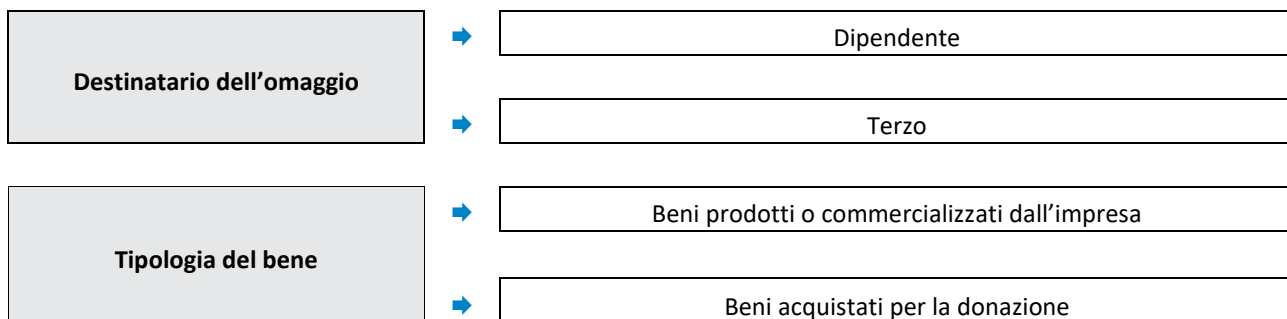 Destinatario dell’omaggio
Dipendente
Terzo
Tipologia del bene
Beni prodotti o commercializzati dall’impresa
Beni acquistati per la donazione